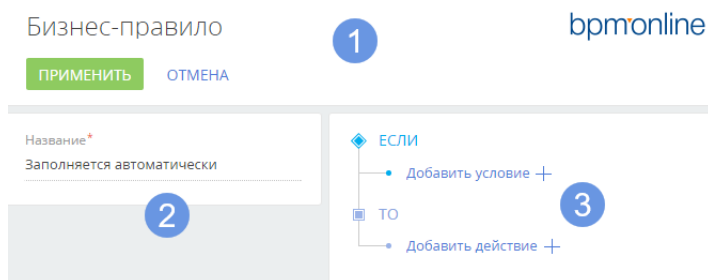 Бизнес-правило
1
bpm'online
ПРИМЕНИТЬ ОТМЕНА
Название*
Заполняется автоматически
2
ЕСЛИ
Добавить условие +
3
ТО
Добавить действие +